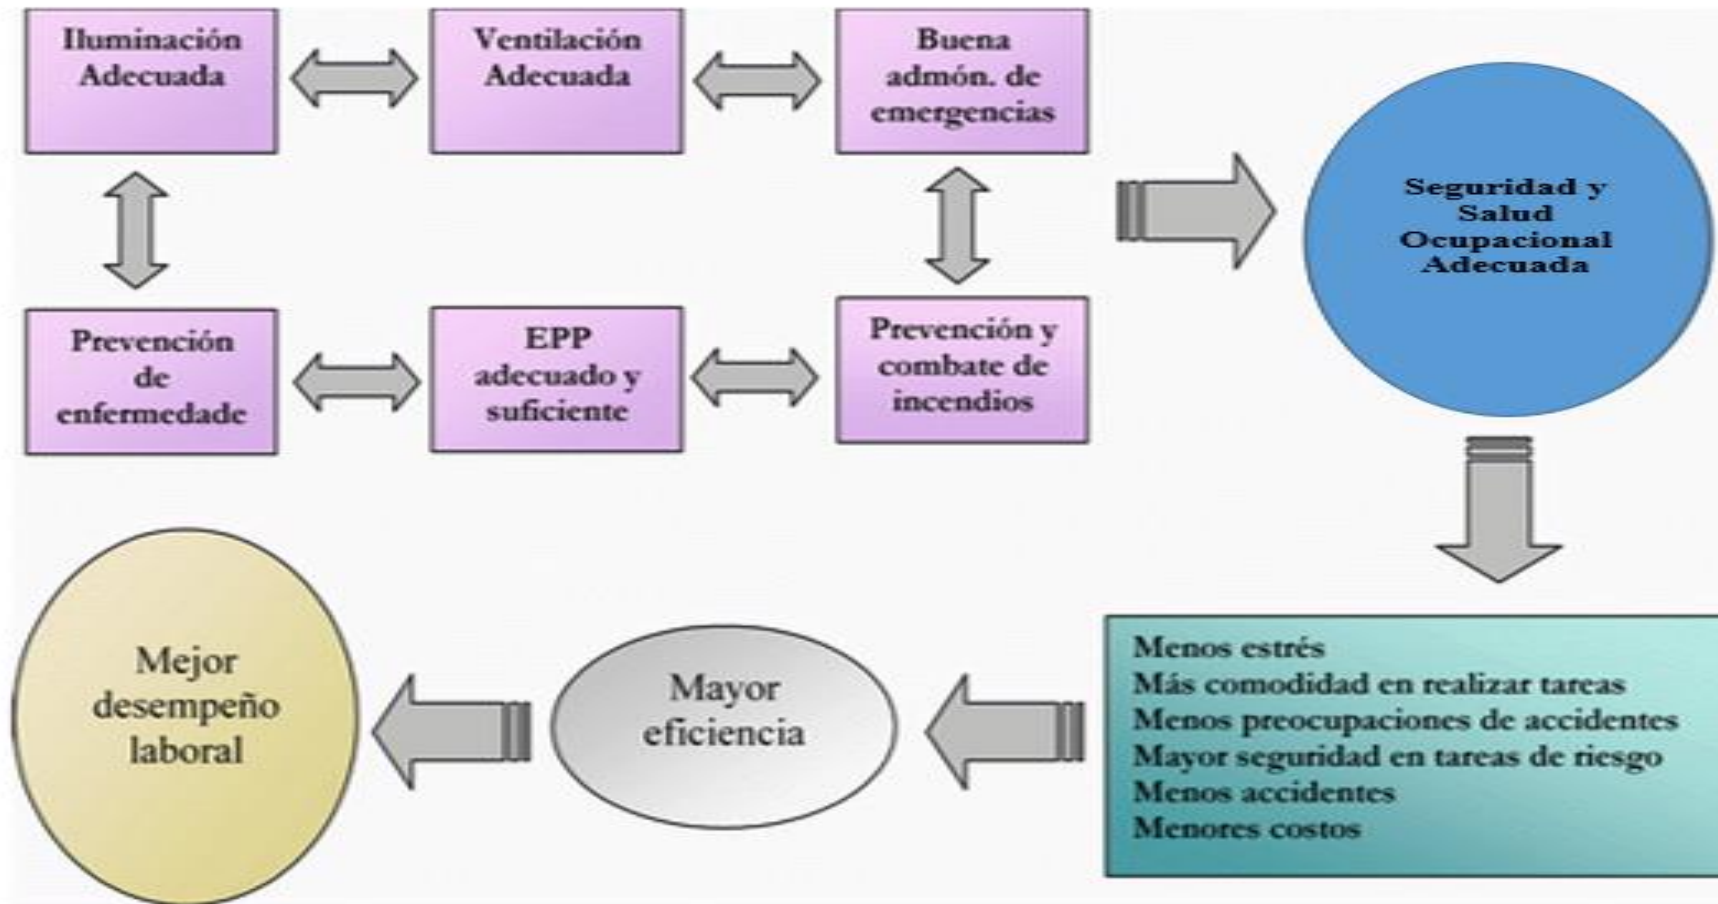 Iluminación
Adecuada
Ventilación
Adecuada
Buena
admón. de
emergencias
Seguridad y
Salud
Ocupacional
Adecuada
Prevención
de
enfermedade
EPP
adecuado y
suficiente
Prevención y
combate de
incendios
Menos estrés
Más comodidad en realizar tareas
Menos preocupaciones de accidentes
Mayor seguridad en tareas de riesgo
Menos accidentes
Menores costos
Mayor
eficiencia
Mejor
desempeño
laboral